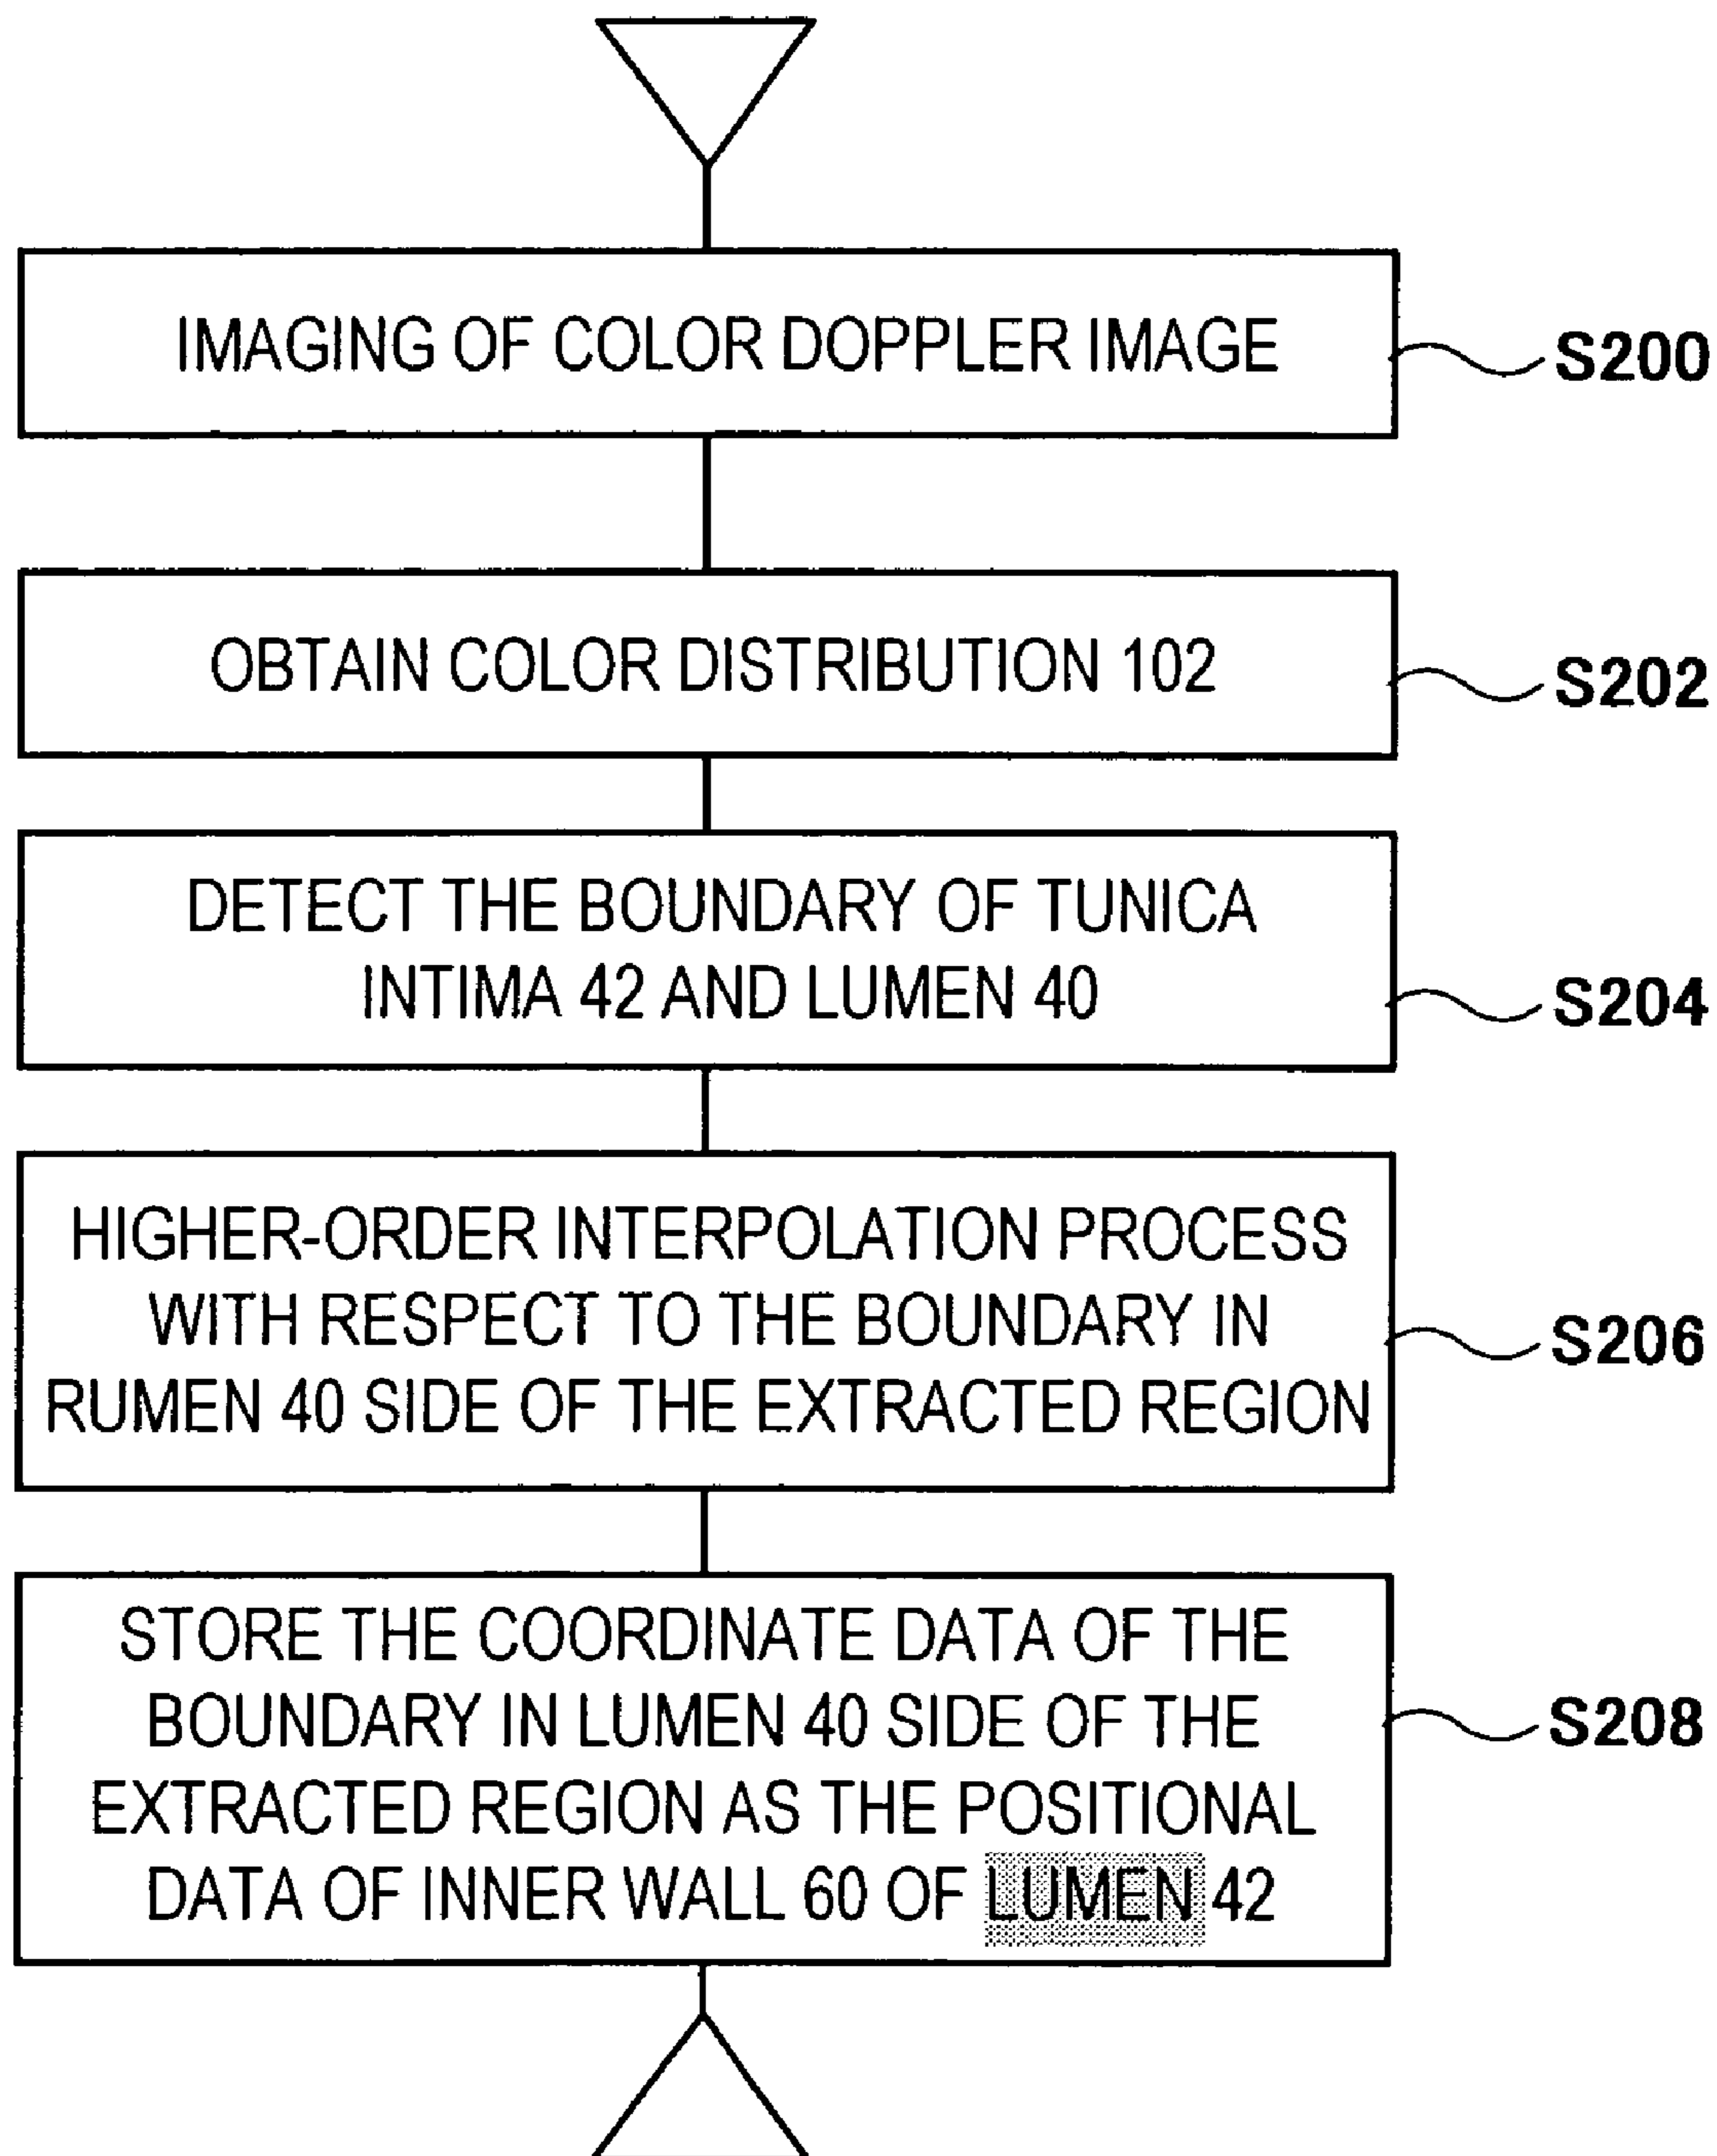 IMAGING OF COLOR DOPPLER IMAGE
S200
OBTAIN COLOR DISTRIBUTION 102
S202
DETECT THE BOUNDARY OF TUNICA
INTIMA 42 AND LUMEN 40
S204
HIGHER-ORDER INTERPOLATION PROCESS
WITH RESPECT TO THE BOUNDARY IN
RUMEN 40 SIDE OF THE EXTRACTED REGION
S206
STORE THE COORDINATE DATA OF THE
BOUNDARY IN LUMEN 40 SIDE OF THE
EXTRACTED REGION AS THE POSITIONAL
DATA OF INNER WALL 60 OF LUMEN 42
S208